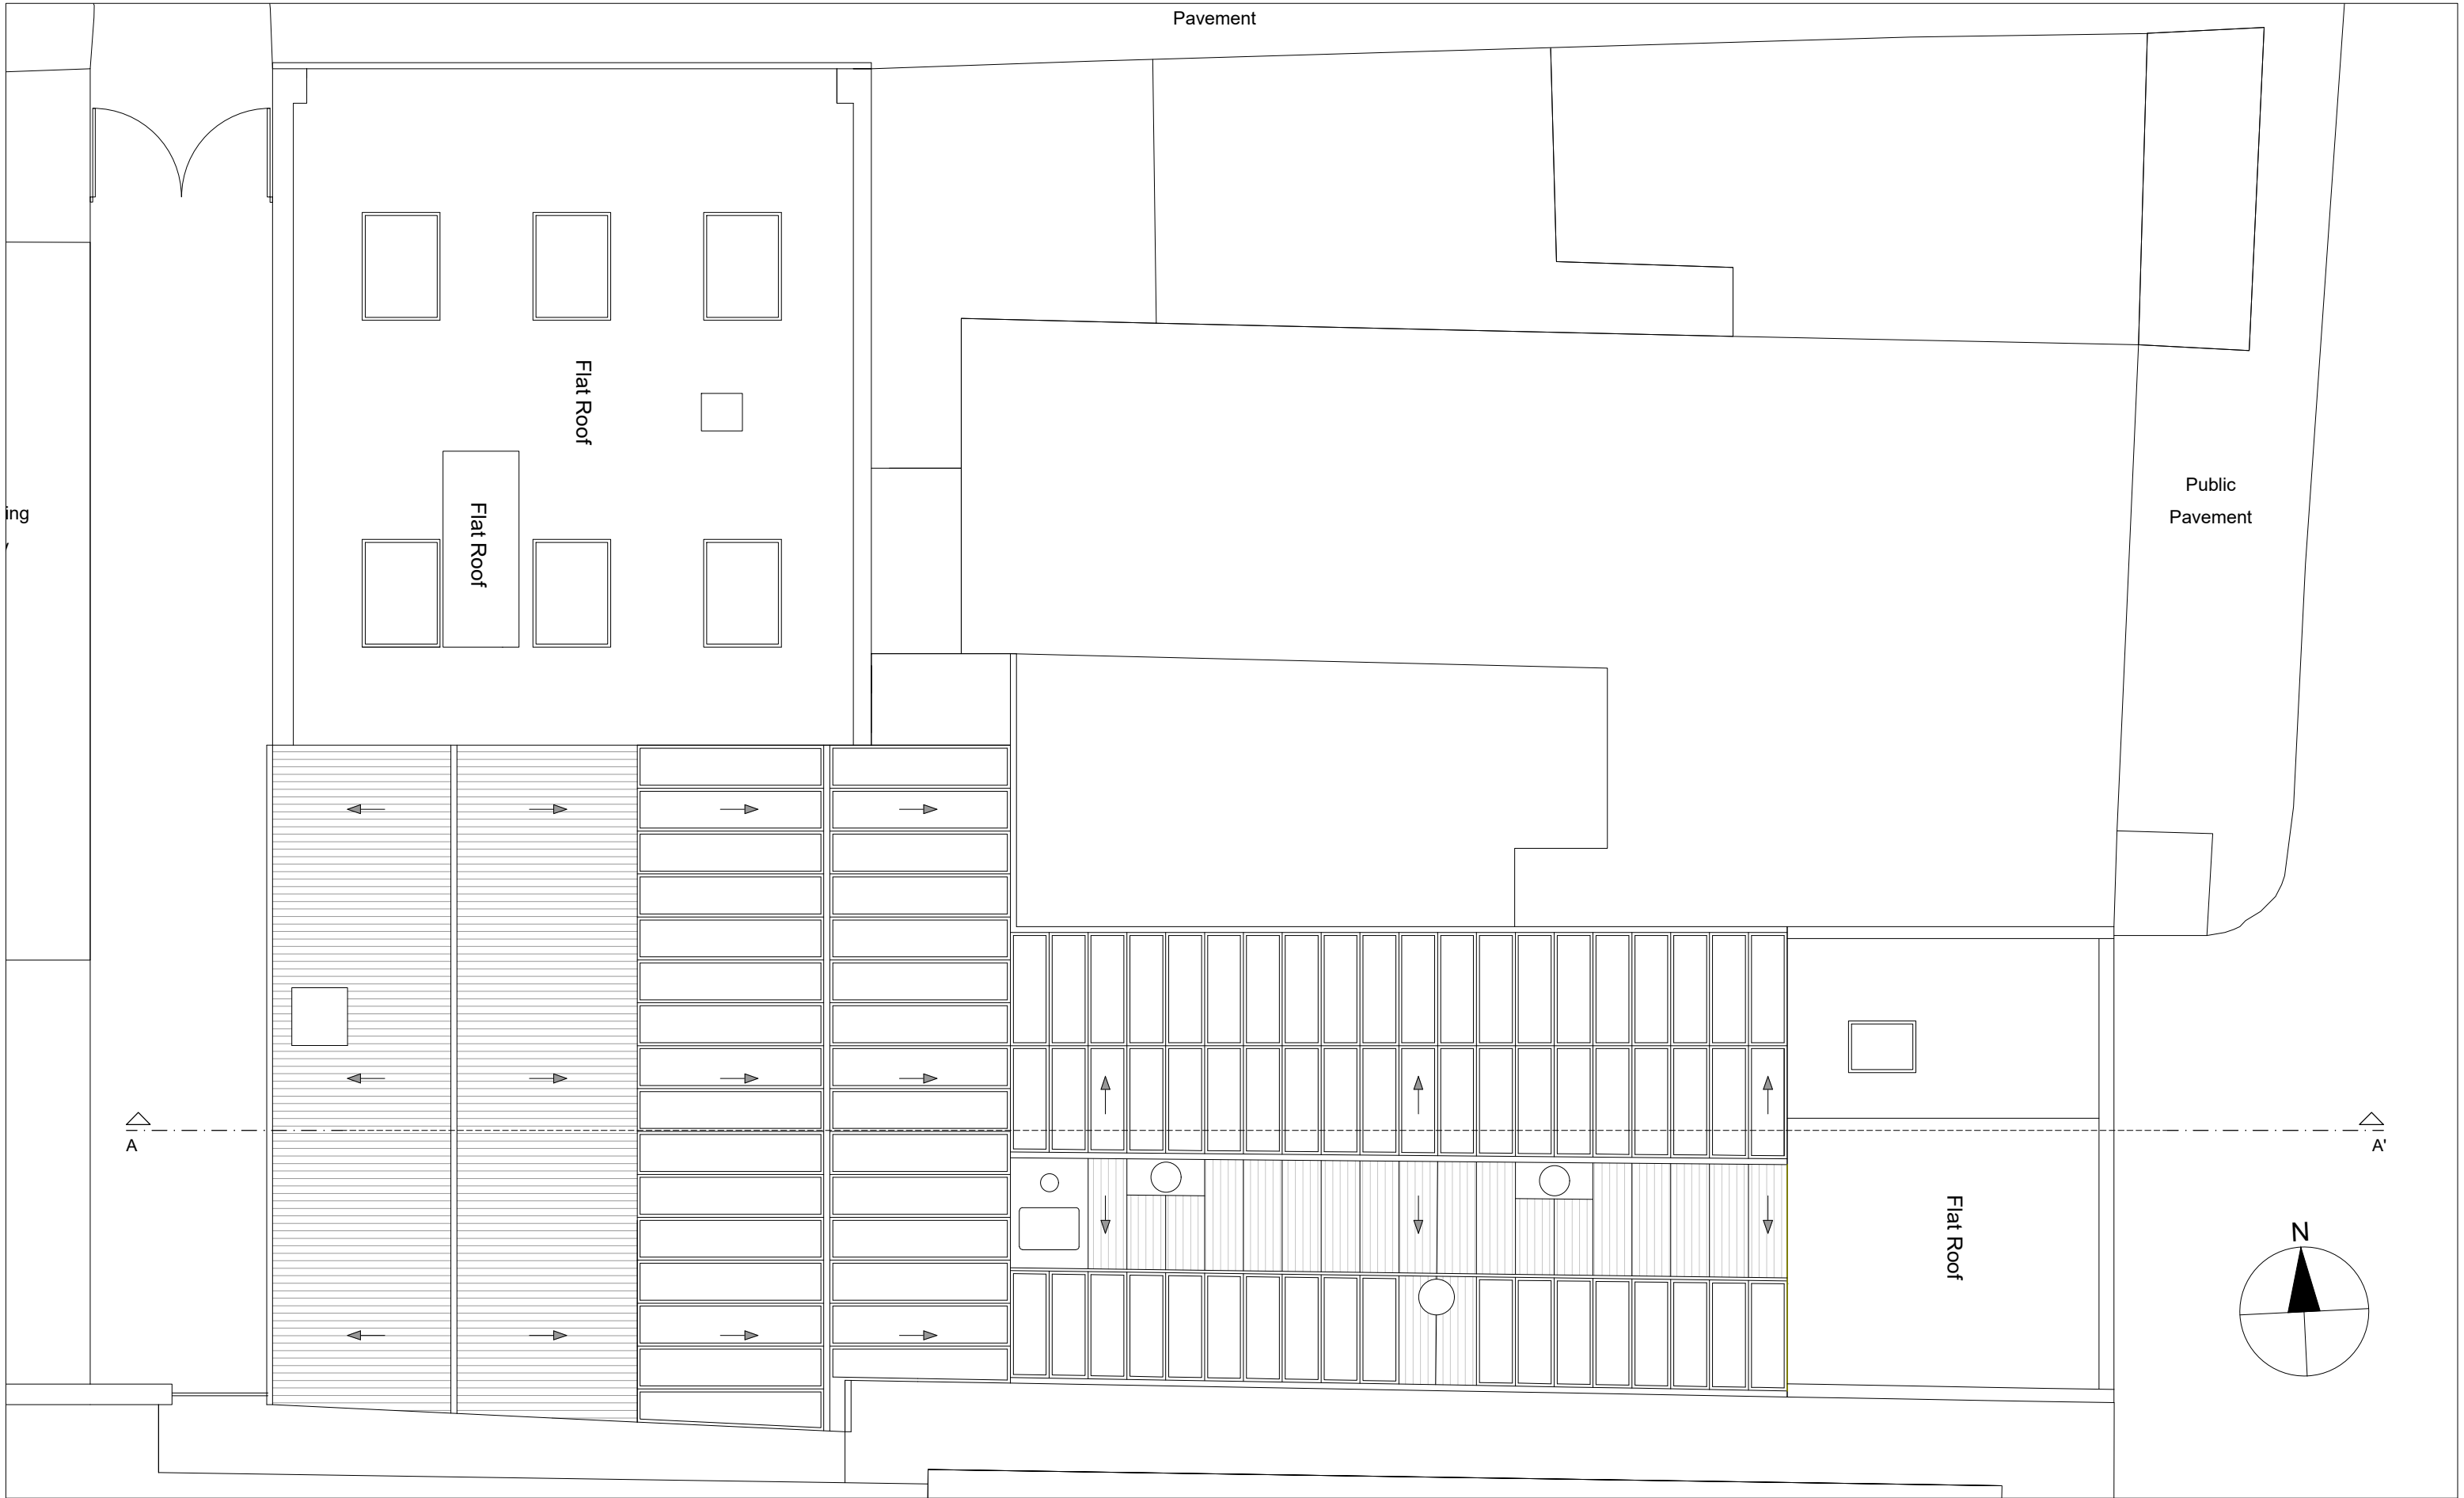 Pavement
Flat Roof
Public
Pavement
Flat Roof
ing
A
A'
Flat Roof
N